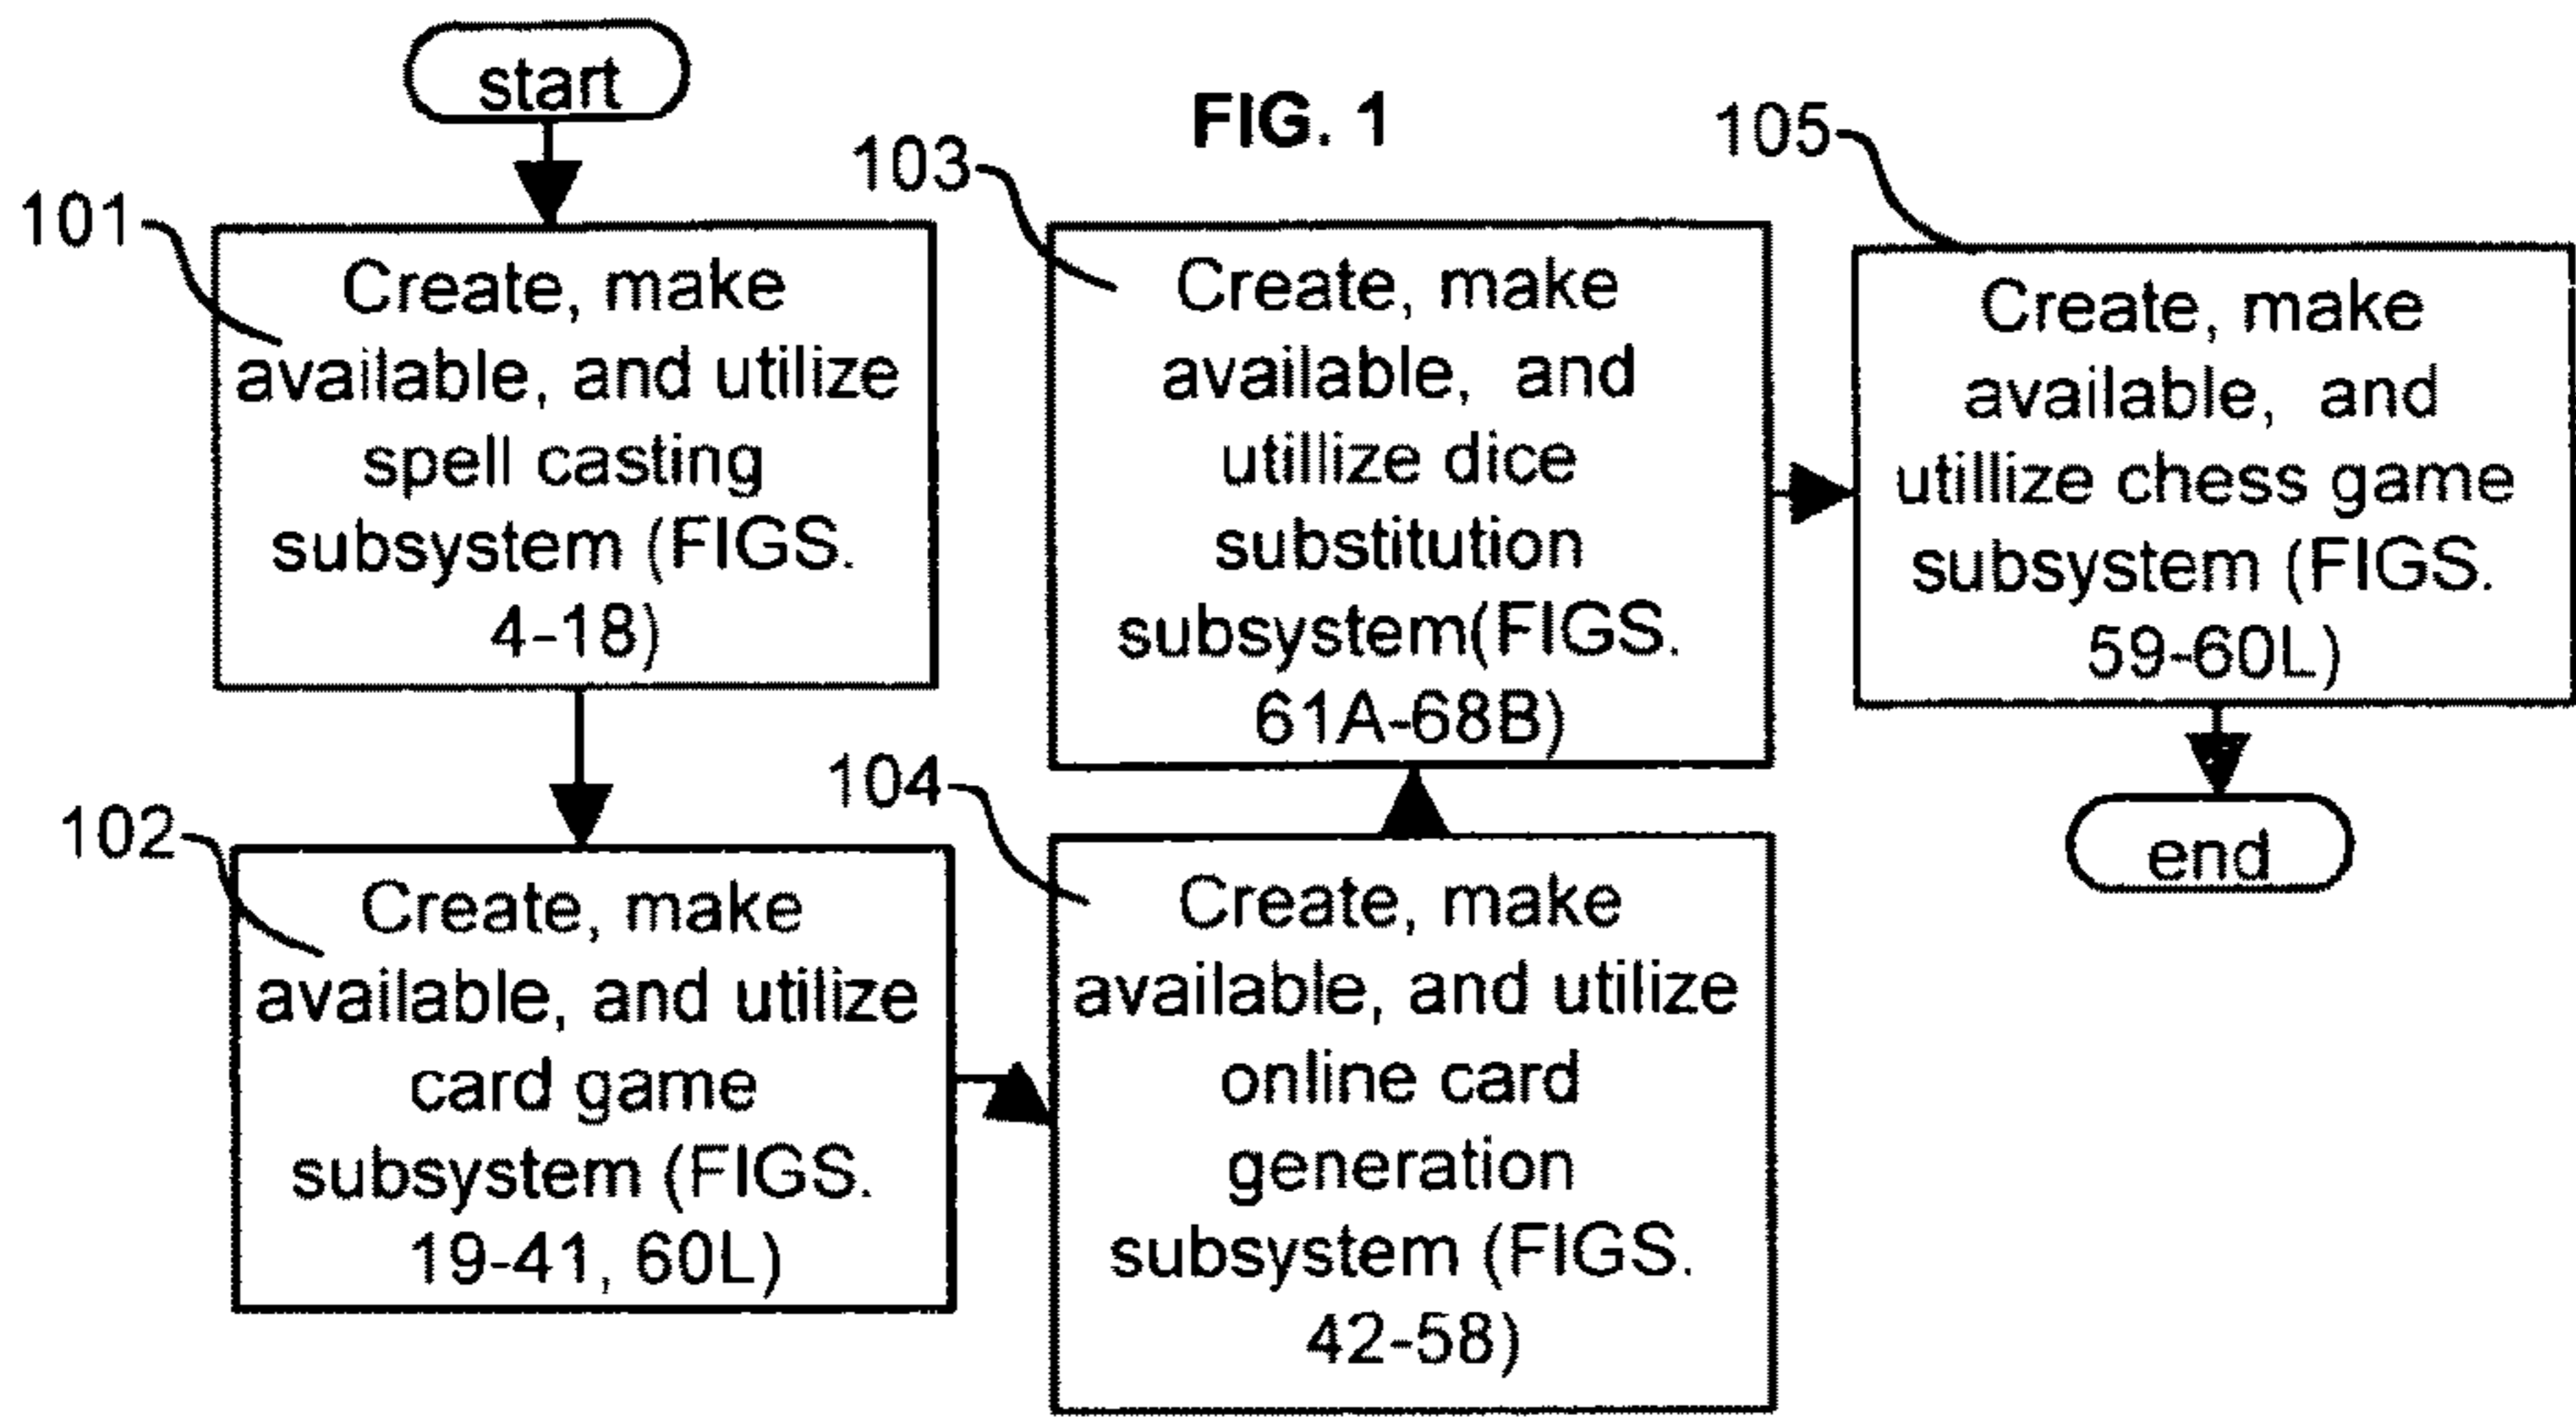 start
FIG. 1
101
Create, make
available, and utilize
spell casting
subsystem (FIGS.
4-18)
102
Create, make
available, and utilize
card game
subsystem (FIGS.
19-41, 60L)
103
Create, make
available,  and
utillize dice
substitution
subsystem(FIGS.
61A-68B)
104
Create, make
available, and utilize
online card
generation
subsystem (FIGS.
42-58)
105
Create, make
available,  and
utillize chess game
subsystem (FIGS.
59-60L)
end